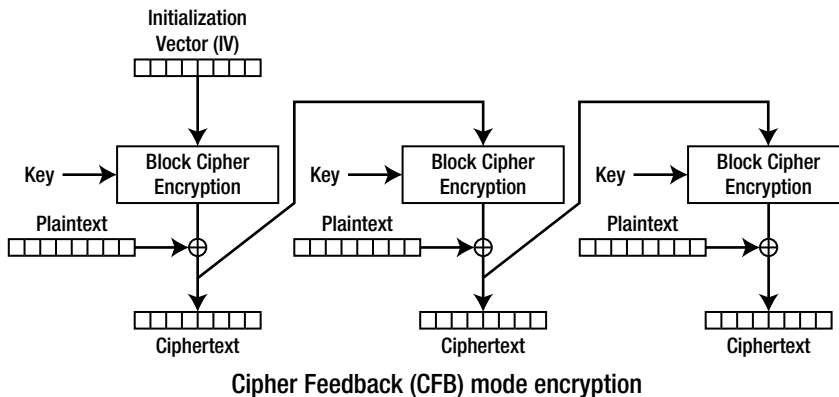 Initialization
Vector (IV)
Key
Block Cipher
Encryption
Key
Block Cipher
Encryption
Key
Block Cipher
Encryption
Plaintext
Plaintext
Plaintext
Ciphertext
Ciphertext
Ciphertext
Cipher Feedback (CFB) mode encryption